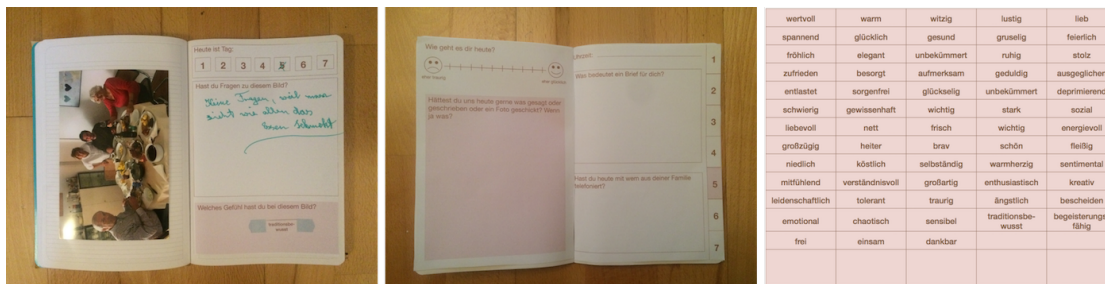 Heute ist Tag:
1 2 3 4 5 6 7
Hast du Fragen zu diesem Bild?
Keine Fragen, weil man
sieht wie allen das
Essen schmeckt
Welches Gefühl hast du bei diesem Bild?
traditionsbe-
wusst
Wie geht es dir heute?
eher traurig
eher glücklich
Hättest du uns heute gerne was gesagt oder
geschrieben oder ein Foto geschickt? Wenn
ja was?
Uhrzeit:
Was bedeutet ein Brief für dich?
Hast du heute mit wem aus deiner Familie
telefoniert?
1
2
3
4
5
6
7
wertvoll warm witzig lustig lieb
spannend glücklich gesund gruselig feierlich
fröhlich elegant unbekümmert ruhig stolz
zufrieden besorgt aufmerksam geduldig ausgeglichen
entlastet sorgenfrei glückselig unbekümmert deprimierend
schwierig gewissenhaft wichtig stark sozial
liebevoll nett frisch wichtig energievoll
großzügig heiter brav schön fleißig
niedlich köstlich selbständig warmherzig sentimental
mitfühlend verständnisvoll großartig enthusiastisch kreativ
leidenschaftlich tolerant traurig ängstlich bescheiden
emotional chaotisch sensibel traditionsbe-
wusst begeisterungs-
fähig
frei einsam dankbar